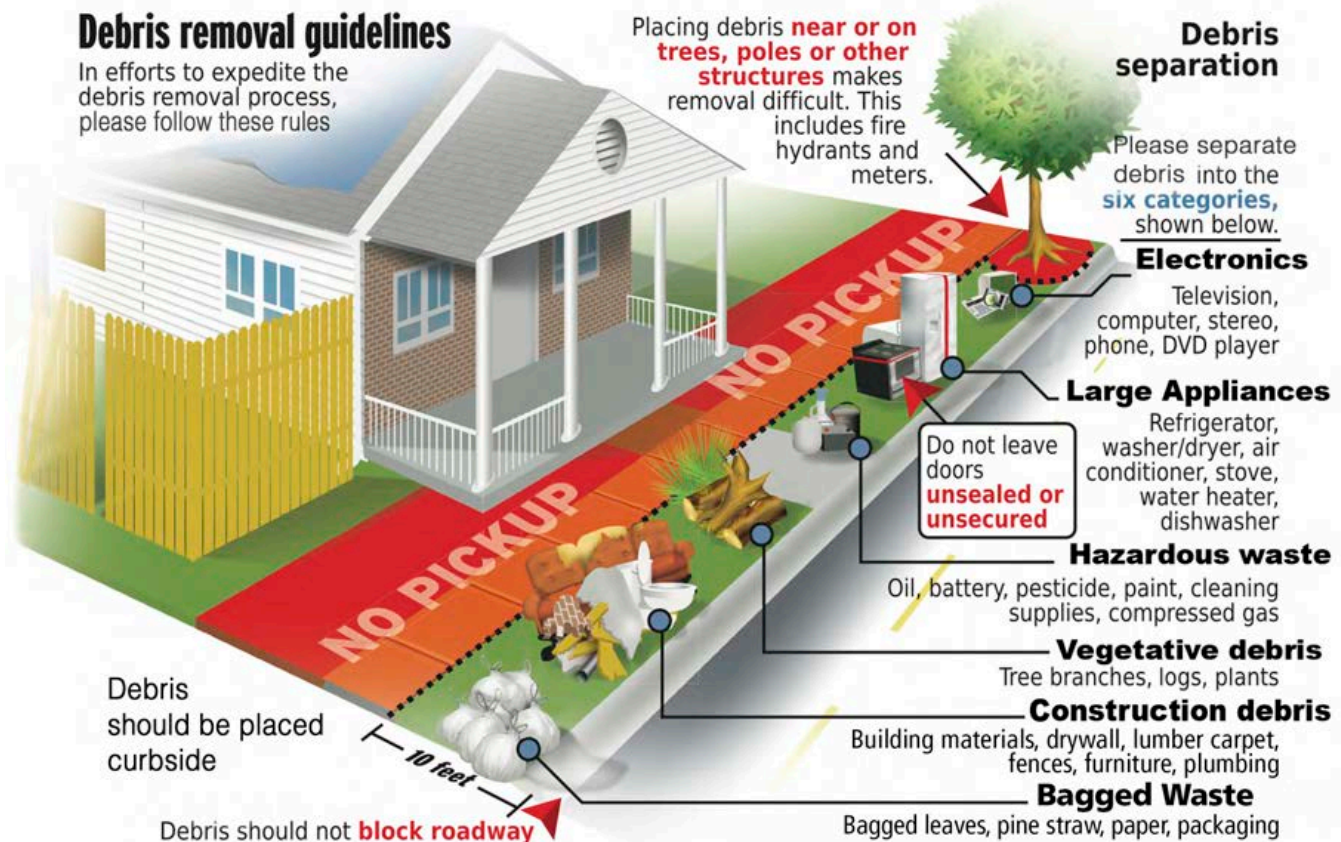 Debris removal guidelines
In efforts to expedite the
debris removal process,
please follow these rules
Placing debris near or on
trees, poles or other
structures makes
removal difficult. This
includes fire
hydrants and
meters.
Debris
separation
Please separate
debris into the
six categories,
shown below.
Electronics
Television,
computer, stereo,
phone, DVD player
Large Appliances
Refrigerator,
washer/dryer, air
conditioner, stove,
water heater,
dishwasher
Do not leave
doors
unsealed or
unsecured
Hazardous waste
Oil, battery, pesticide, paint, cleaning
supplies, compressed gas
Vegetative debris
Tree branches, logs, plants
Construction debris
Building materials, drywall, lumber carpet,
fences, furniture, plumbing
Bagged Waste
Bagged leaves, pine straw, paper, packaging
NO PICKUP
NO PICKUP
Debris
should be placed
curbside
10 feet
Debris should not block roadway